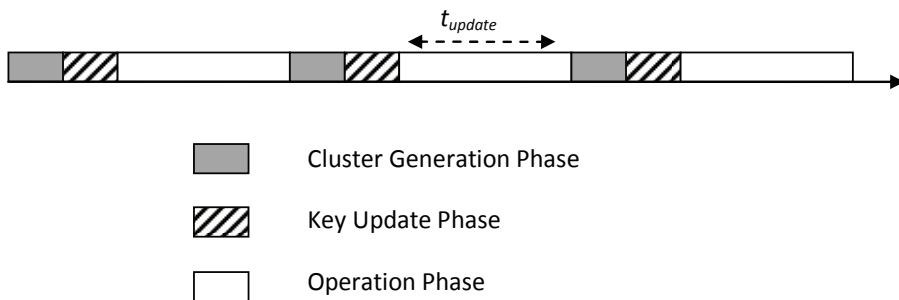 t_update
Cluster Generation Phase
Key Update Phase
Operation Phase